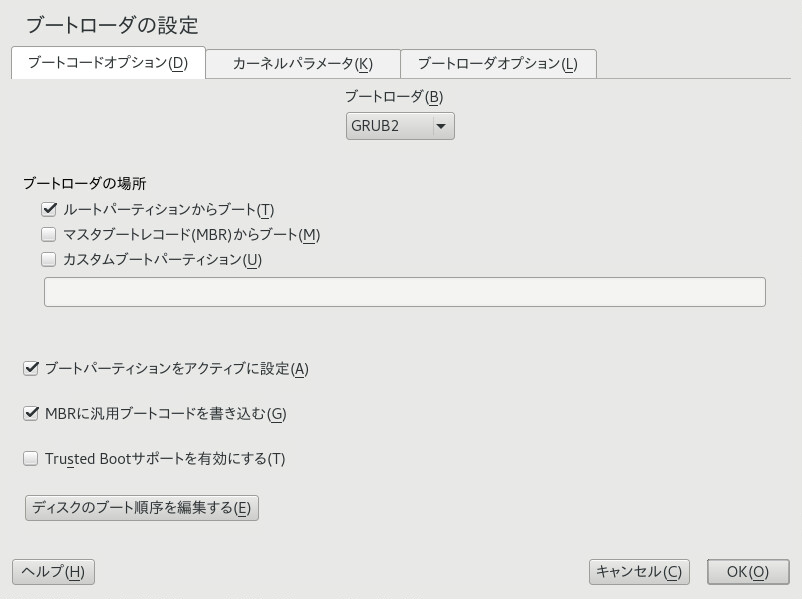 ブートローダの設定
ブートコードオプション(D)
カーネルパラメータ(K)
ブートローダオプション(L)
ブートローダ(B)
GRUB2
ブートローダの場所
ルートパーティションからブート(T)
マスタブートレコード(MBR)からブート(M)
カスタムブートパーティション(U)
ブートパーティションをアクティブに設定(A)
MBRに汎用ブートコードを書き込む(G)
Trusted Bootサポートを有効にする(T)
ディスクのブート順序を編集する(E)
ヘルプ(H)
キャンセル(C)
OK(O)